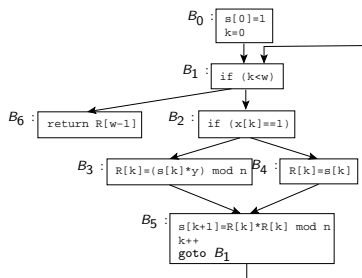 B0 :
s[0]=1
k=0
B1 :
if (k<w)
B6 :
return R[w-1]
B2 :
if (x[k]==1)
B3 :
R[k]=(s[k]*y) mod n
B4 :
R[k]=s[k]
B5 :
s[k+1]=R[k]*R[k] mod n
k++
goto B1